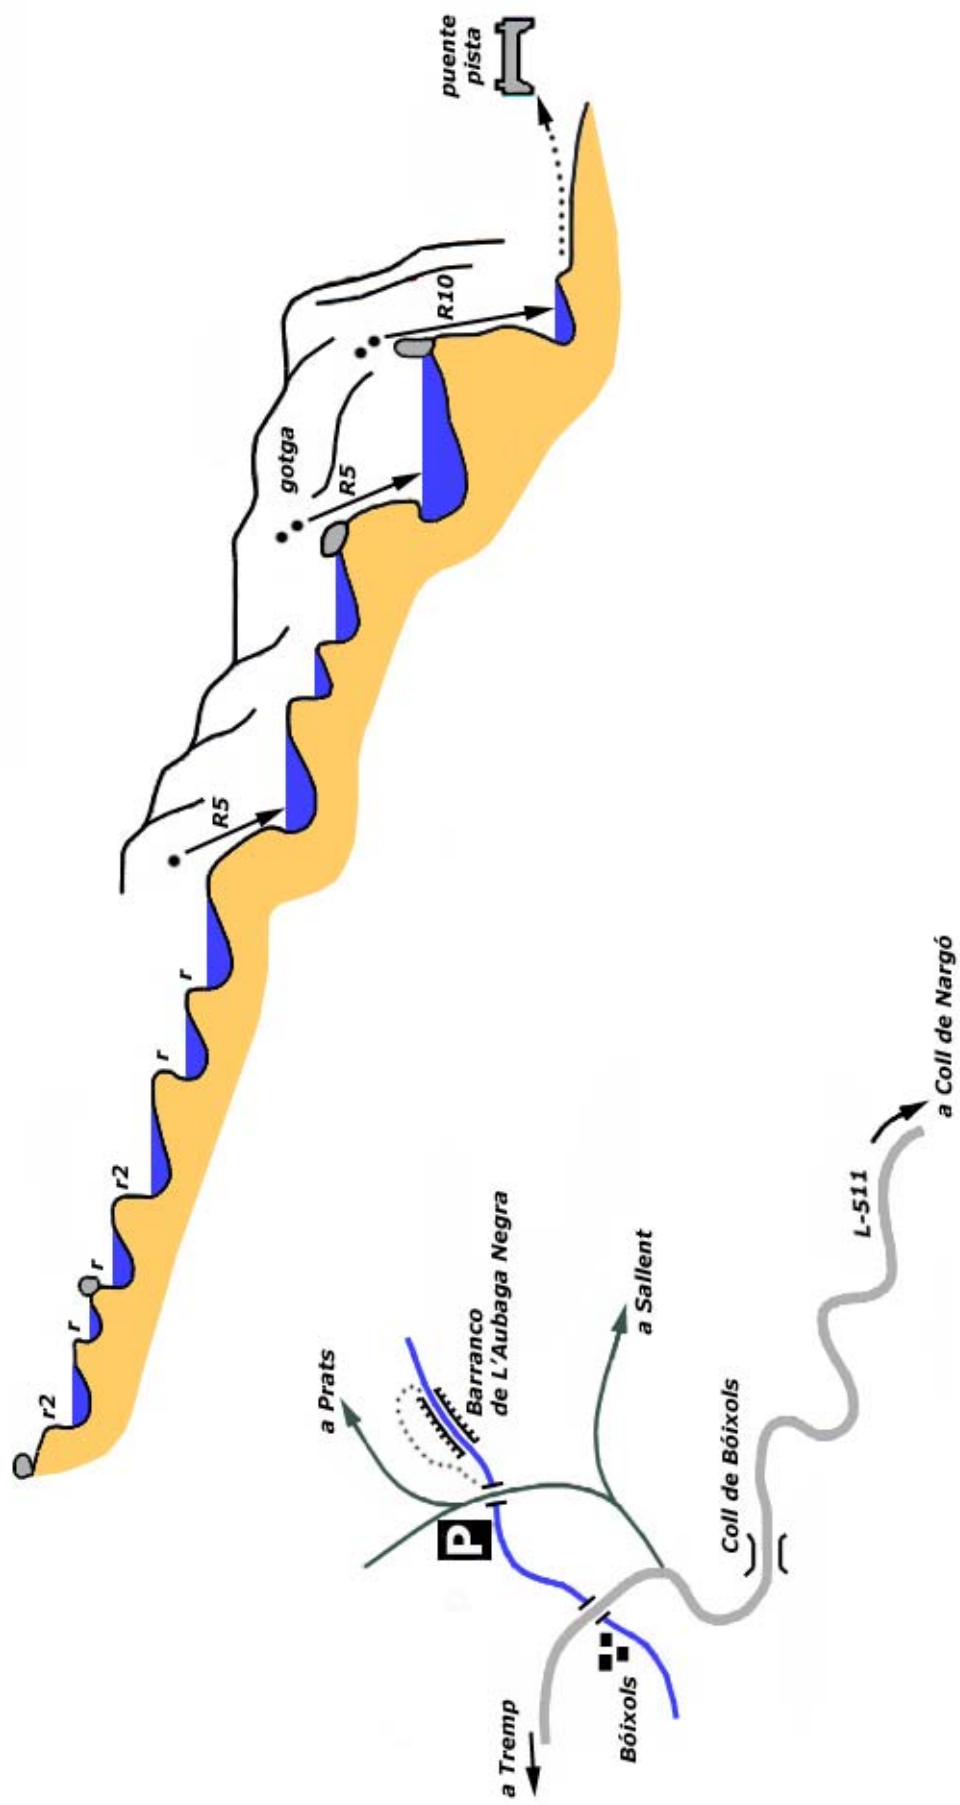 r2
r
r
r2
r
r
R5
gotga
R5
R10
puente
pista
a Prats
P
Barranco
de L'Aubaga Negra
a Sallent
a Tremp
Bóixols
Coll de Bóixols
L-511
a Coll de Nargó